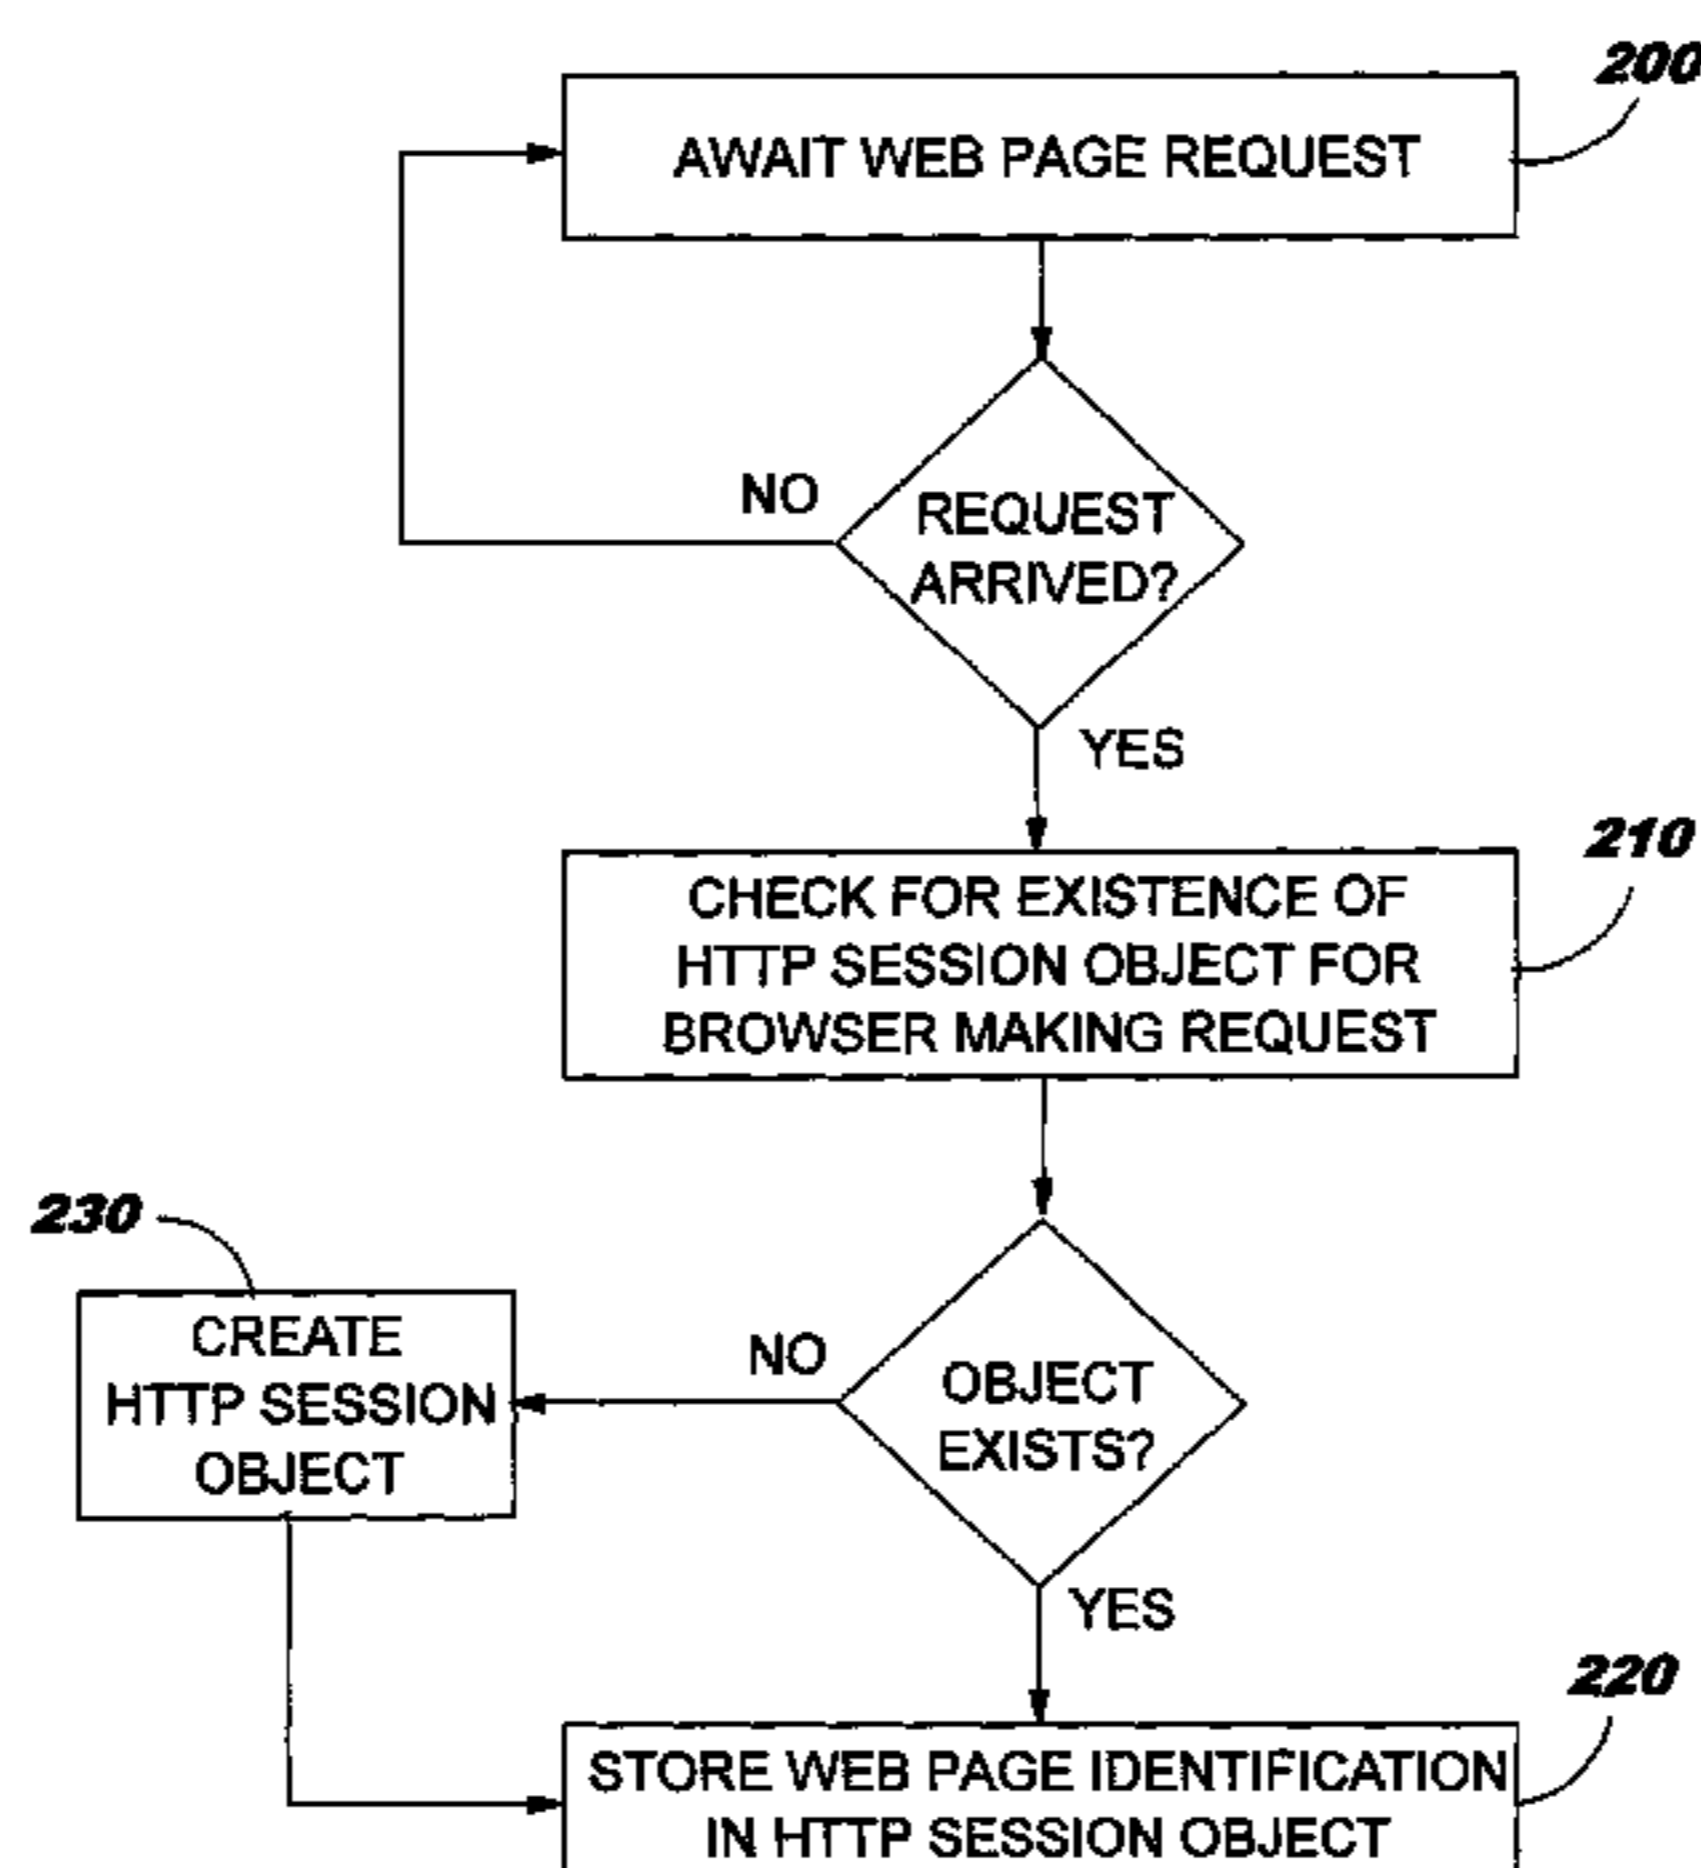 200
AWAIT WEB PAGE REQUEST
NO
REQUEST
ARRIVED?
YES
210
CHECK FOR EXISTENCE OF
HTTP SESSION OBJECT FOR
BROWSER MAKING REQUEST
230
CREATE
HTTP SESSION
OBJECT
NO
OBJECT
EXISTS?
YES
220
STORE WEB PAGE IDENTIFICATION
IN HTTP SESSION OBJECT